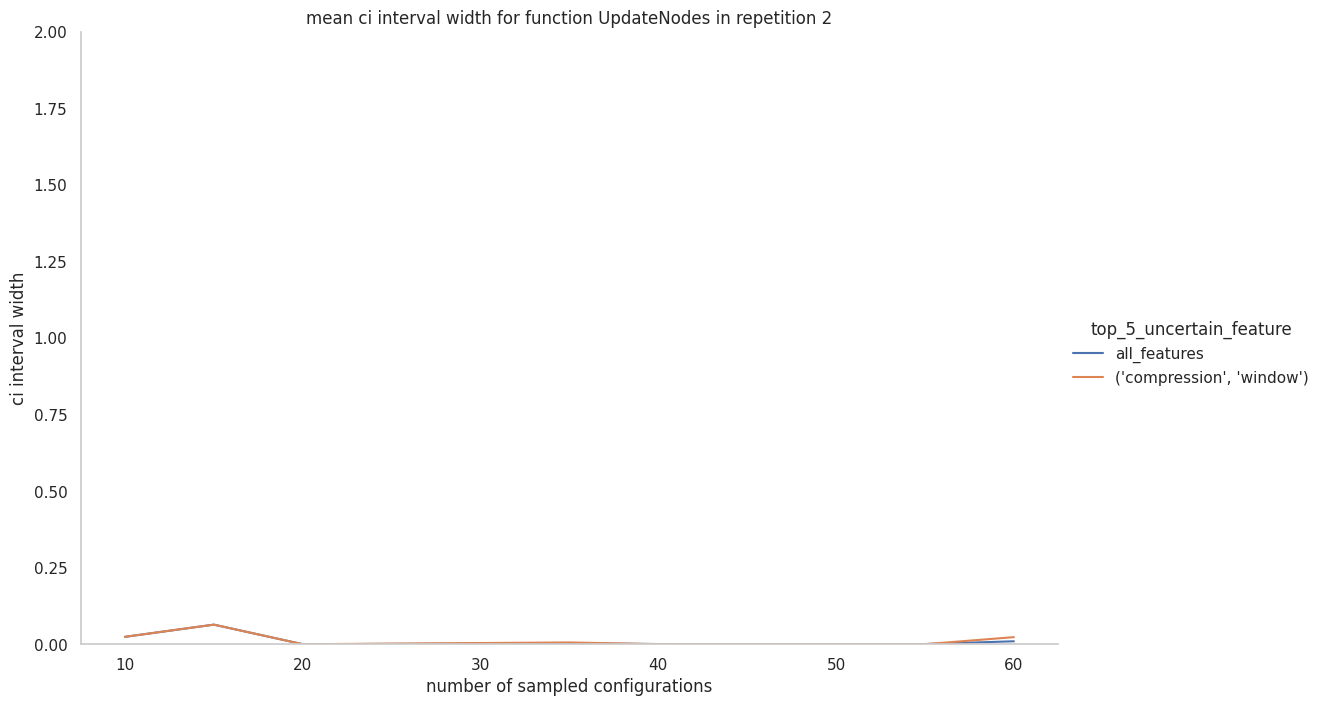 mean ci interval width for function UpdateNodes in repetition 2
2.00
1.75
1.50
1.25
1.00
0.75
0.50
0.25
0.00
ci interval width
10 20 30 40 50 60
number of sampled configurations
top_5_uncertain_feature
all_features
('compression', 'window')